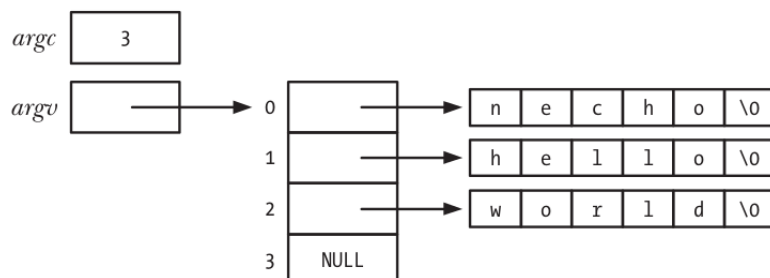 argc 3
argv 0 n e c h o \0
1 h e l l o \0
2 w o r l d \0
3 NULL